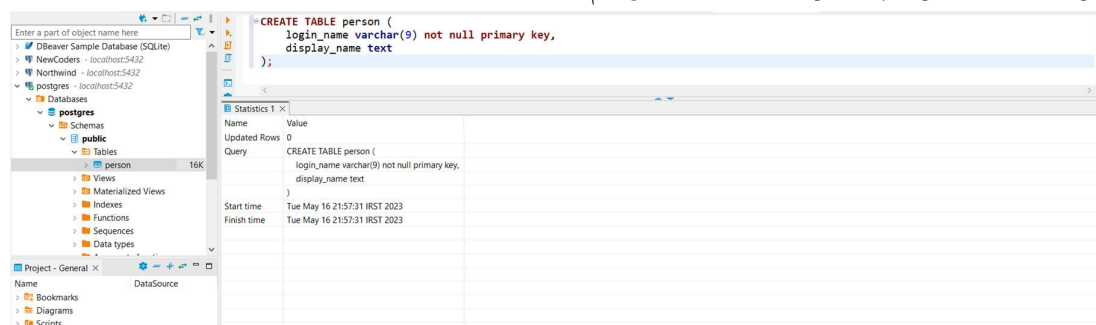 Enter a part of object name here
DBeaver Sample Database (SQLite)
NewCoders - localhost:5432
Northwind - localhost:5432
postgres - localhost:5432
Databases
postgres
Schemas
public
Tables
person 16K
Views
Materialized Views
Indexes
Functions
Sequences
Data types
Project - General
Name DataSource
Bookmarks
Diagrams
Scripts
CREATE TABLE person (
login_name varchar(9) not null primary key,
display_name text
);
Statistics 1
Name Value
Updated Rows 0
Query CREATE TABLE person (
login_name varchar(9) not null primary key,
display_name text
)
Start time Tue May 16 21:57:31 IRST 2023
Finish time Tue May 16 21:57:31 IRST 2023